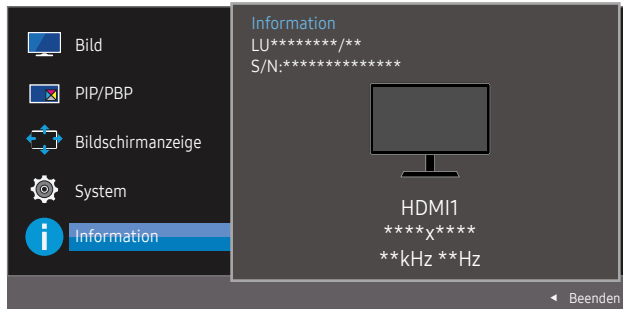 Bild
PIP/PBP
Bildschirmanzeige
System
Information
Information
LU********/**
S/N:**************
HDMI1
****x****
**kHz **Hz
Beenden